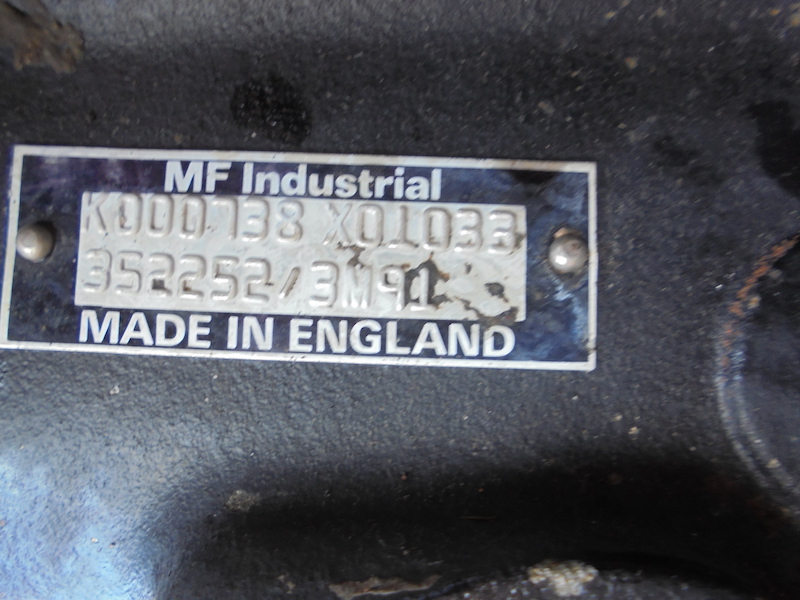 MF Industrial
K000738 X01033
352252/3M91
MADE IN ENGLAND